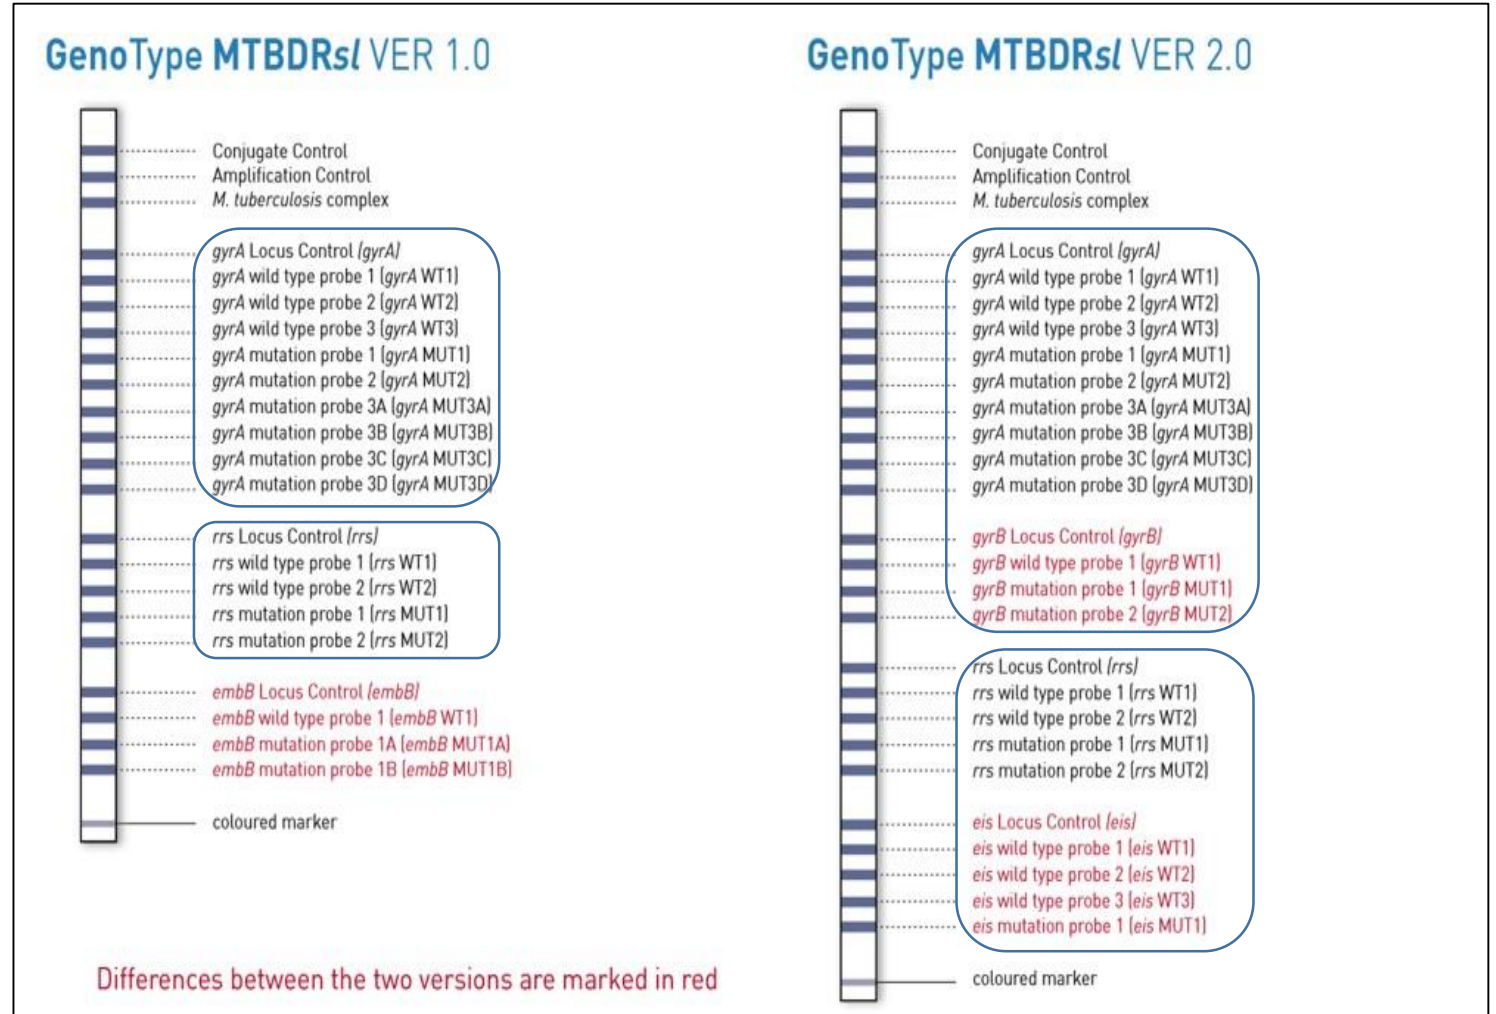 GenoType MTBDRsl VER 1.0
Conjugate Control
Amplification Control
M. tuberculosis complex
gyrA Locus Control (gyrA)
gyrA wild type probe 1 (gyrA WT1)
gyrA wild type probe 2 (gyrA WT2)
gyrA wild type probe 3 (gyrA WT3)
gyrA mutation probe 1 (gyrA MUT1)
gyrA mutation probe 2 (gyrA MUT2)
gyrA mutation probe 3A (gyrA MUT3A)
gyrA mutation probe 3B (gyrA MUT3B)
gyrA mutation probe 3C (gyrA MUT3C)
gyrA mutation probe 3D (gyrA MUT3D)
rrs Locus Control (rrs)
rrs wild type probe 1 (rrs WT1)
rrs wild type probe 2 (rrs WT2)
rrs mutation probe 1 (rrs MUT1)
rrs mutation probe 2 (rrs MUT2)
embB Locus Control (embB)
embB wild type probe 1 (embB WT1)
embB mutation probe 1A (embB MUT1A)
embB mutation probe 1B (embB MUT1B)
coloured marker
GenoType MTBDRsl VER 2.0
Conjugate Control
Amplification Control
M. tuberculosis complex
gyrA Locus Control (gyrA)
gyrA wild type probe 1 (gyrA WT1)
gyrA wild type probe 2 (gyrA WT2)
gyrA wild type probe 3 (gyrA WT3)
gyrA mutation probe 1 (gyrA MUT1)
gyrA mutation probe 2 (gyrA MUT2)
gyrA mutation probe 3A (gyrA MUT3A)
gyrA mutation probe 3B (gyrA MUT3B)
gyrA mutation probe 3C (gyrA MUT3C)
gyrA mutation probe 3D (gyrA MUT3D)
gyrB Locus Control (gyrB)
gyrB wild type probe 1 (gyrB WT1)
gyrB mutation probe 1 (gyrB MUT1)
gyrB mutation probe 2 (gyrB MUT2)
rrs Locus Control (rrs)
rrs wild type probe 1 (rrs WT1)
rrs wild type probe 2 (rrs WT2)
rrs mutation probe 1 (rrs MUT1)
rrs mutation probe 2 (rrs MUT2)
eis Locus Control (eis)
eis wild type probe 1 (eis WT1)
eis wild type probe 2 (eis WT2)
eis wild type probe 3 (eis WT3)
eis mutation probe 1 (eis MUT1)
coloured marker
Differences between the two versions are marked in red